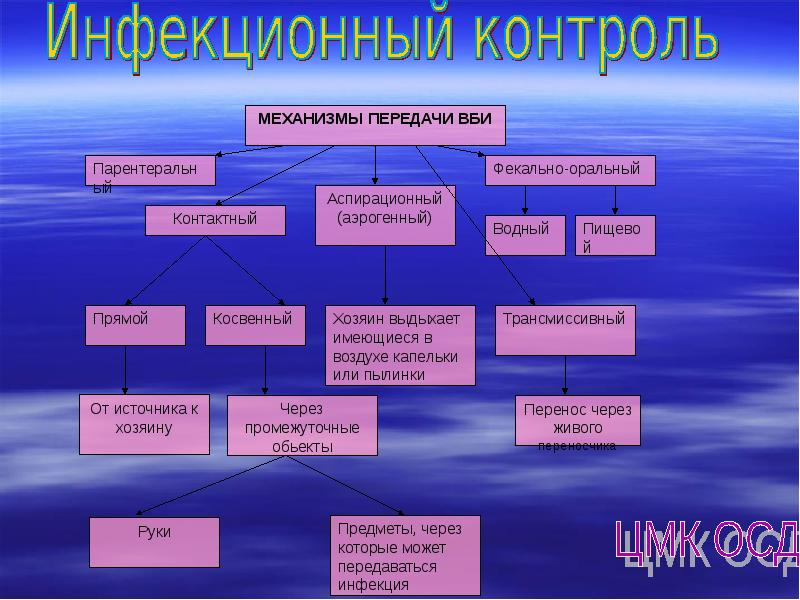 Инфекционный контроль
МЕХАНИЗМЫ ПЕРЕДАЧИ ВБИ
Парентеральн
ый
Фекально-оральный
Контактный
Аспирационный
(аэрогенный)
Водный
Пищево
й
Прямой
Косвенный
Хозяин выдыхает
имеющиеся в
воздухе капельки
или пылинки
Трансмиссивный
От источника к
хозяину
Через
промежуточные
обьекты
Перенос через
живого
переносчика
Руки
Предметы, через
которые может
передаваться
инфекция
ЦМК ОСД